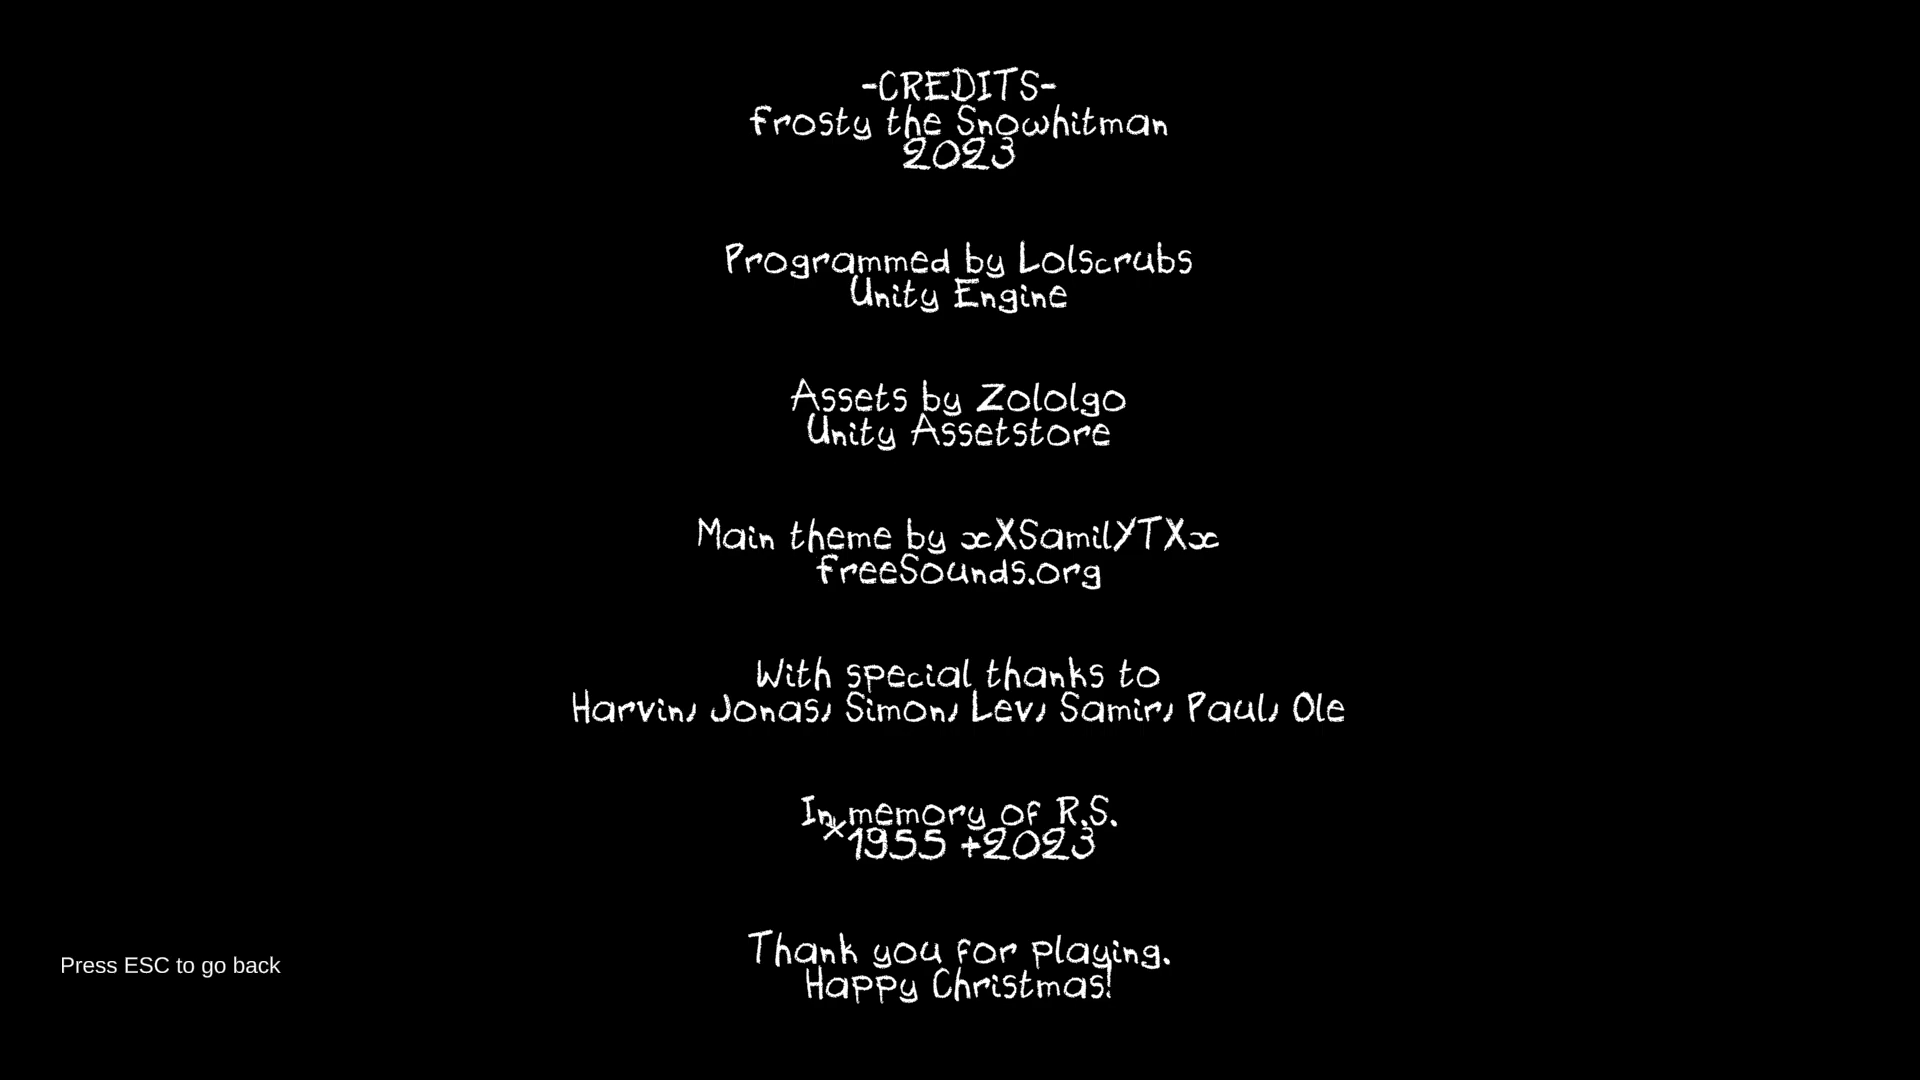 -CREDITS-
Frosty the Snowhitman
2023
Programmed by Lolscrubs
Unity Engine
Assets by Zololgo
Unity Assetstore
Main theme by xXSamilYTXx
FreeSounds.org
With special thanks to
Harvin, Jonas, Simon, Lev, Samir, Paul, Ole
In memory of R.S.
*1955 +2023
Thank you for playing.
Happy Christmas!
Press ESC to go back